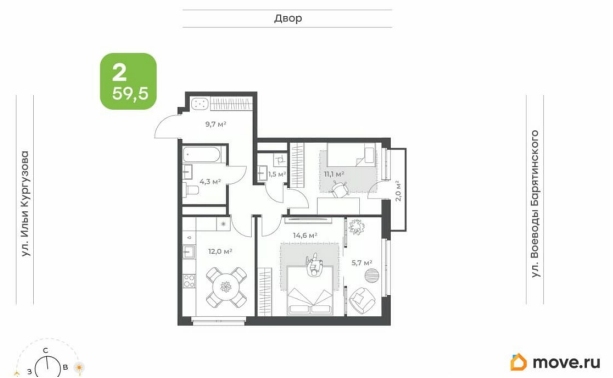 Двор
2
59,5
9,7 м²
4,3 м²
1,5 м²
11,1 м²
2,0 м²
12,0 м²
14,6 м²
5,7 м²
ул. Ильи Кургузова
ул. Воеводы Барятинского
С
З
В
move.ru